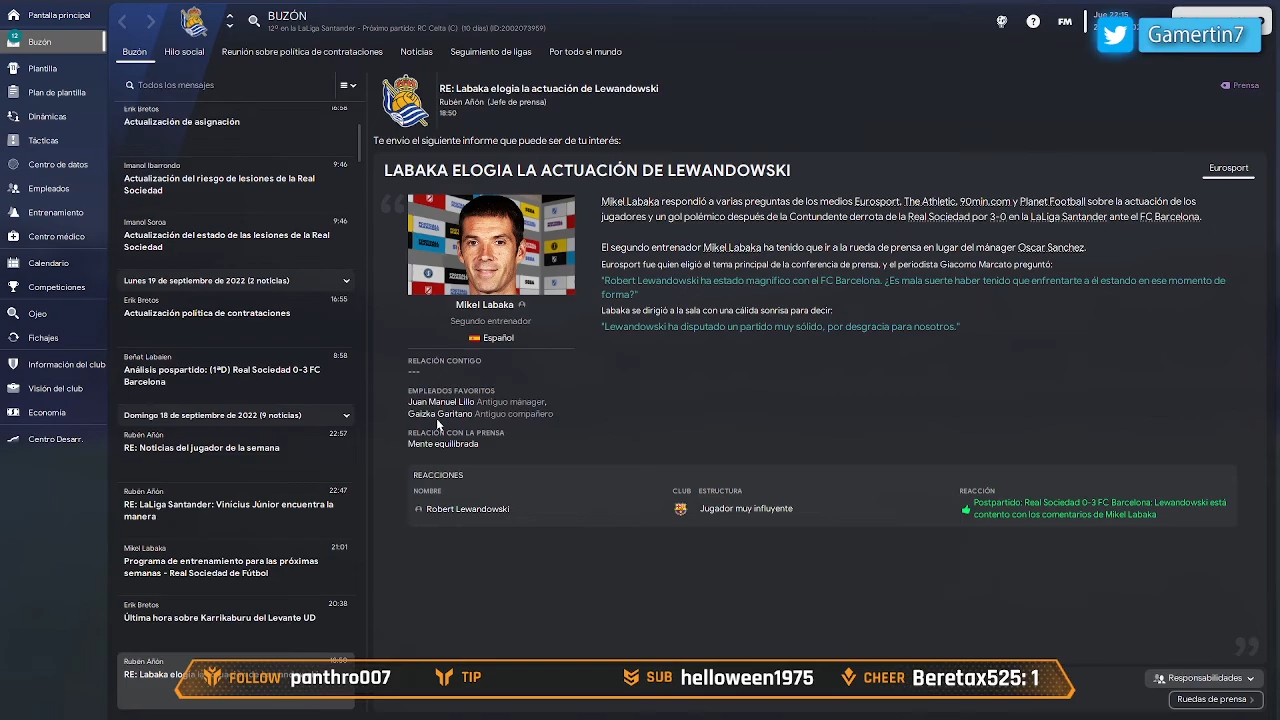 Principal
12
Buzón
Plantilla
Plan de plantilla
Dinámicas
Tácticas
Centro de datos
Empleados
Entrenamiento
Centro médico
Calendario
Competiciones
Ojeo
Fichajes
Información del club
Visión del club
Economía
Centro Desarr.
BUZÓN
12º en la LaLiga Santander - Próximo partido: RC Celta (C) (10 días) (ID:2002073959)
FM
Jue 22:15
Gamertin7
Buzón
Hilo social
Reunión sobre política de contrataciones
Noticias
Seguimiento de ligas
Por todo el mundo
Todos los mensajes
Erik Bretos
16:58
Actualización de asignación
Imanol Ibarrondo
9:46
Actualización del riesgo de lesiones de la Real
Sociedad
Imanol Soroa
9:46
Actualización del estado de las lesiones de la Real
Sociedad
Lunes 19 de septiembre de 2022 (2 noticias)
Erik Bretos
16:55
Actualización políticas de contrataciones
Beñat Labaien
8:58
Análisis pospartido: (1ªD) Real Sociedad 0-3 FC
Barcelona
Domingo 18 de septiembre de 2022 (9 noticias)
Rubén Añón
22:57
RE: Noticias del jugador de la semana
Rubén Añón
22:47
RE: LaLiga Santander: Vinicius Júnior encuentra la
manera
Mikel Labaka
21:01
Programa de entrenamiento para las próximas
semanas - Real Sociedad de Fútbol
Erik Bretos
20:38
Última hora sobre Karrikaburu del Levante UD
Rubén Añón
18:50
RE: Labaka elogia la
RE: Labaka elogia la actuación de Lewandowski
Rubén Añón (Jefe de prensa)
18:50
Prensa
Te envío el siguiente informe que puede ser de tu interés:
LABAKA ELOGIA LA ACTUACIÓN DE LEWANDOWSKI
Eurosport
Mikel Labaka
Segundo entrenador
Español
RELACIÓN CONTIGO
---
EMPLEADOS FAVORITOS
Juan Manuel Lillo Antiguo mánager,
Gaizka Garitano Antiguo compañero
RELACIÓN CON LA PRENSA
Mente equilibrada
Mikel Labaka respondió a varias preguntas de los medios Eurosport, The Athletic, 90min.com y Planet Football sobre la actuación de los
jugadores y un gol polémico después de la Contundente derrota de la Real Sociedad por 3-0 en la LaLiga Santander ante el FC Barcelona.
El segundo entrenador Mikel Labaka ha tenido que ir a la rueda de prensa en lugar del mánager Oscar Sanchez.
Eurosport fue quien eligió el tema principal de la conferencia de prensa, y el periodista Giacomo Marcato preguntó:
"Robert Lewandowski ha estado magnífico con el FC Barcelona. ¿Es mala suerte haber tenido que enfrentarte a él estando en ese momento de
forma?"
Labaka se dirigió a la sala con una cálida sonrisa para decir:
"Lewandowski ha disputado un partido muy sólido, por desgracia para nosotros."
REACCIONES
NOMBRE
CLUB
ESTRUCTURA
REACCIÓN
Robert Lewandowski
Jugador muy influyente
Postpartido: Real Sociedad 0-3 FC Barcelona: Lewandowski está
contento con los comentarios de Mikel Labaka
FOLLOW panthro007
TIP
SUB helloween1975
CHEER Beretax525: 1
Responsabilidades
Ruedas de prensa